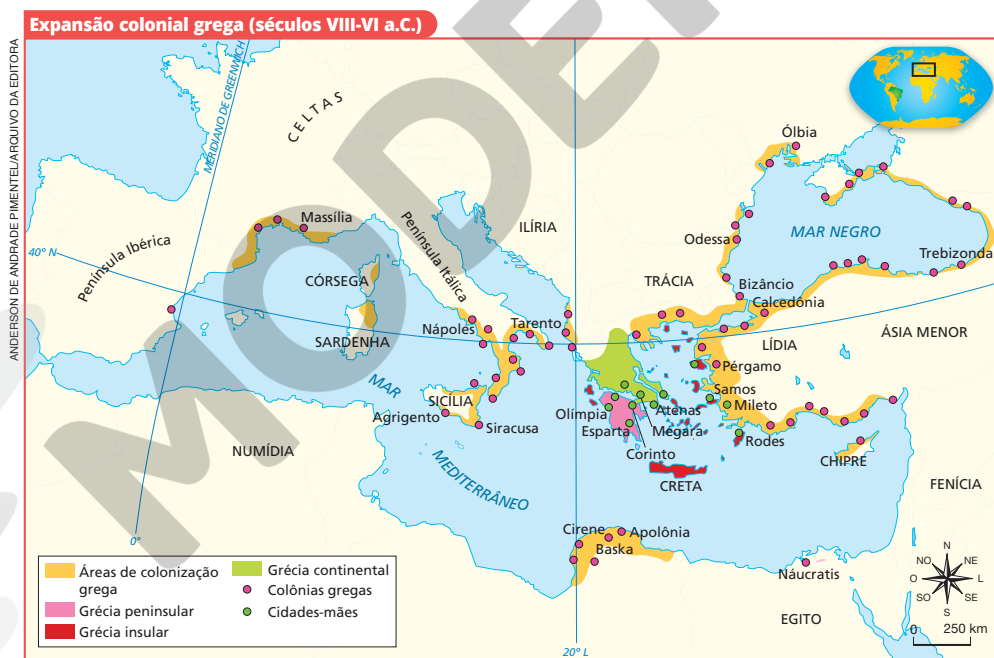 Expansão colonial grega (séculos VIII-VI a.C.)
ANDERSON DE ANDRADE PIMENTEL/ARQUIVO DA EDITORA
MERIDIANO DE GREENWICH
CELTAS
Ólbia
Massília
Península Itálica
ILÍRIA
Odessa
MAR NEGRO
Península Ibérica
40° N
CÓRSEGA
TRÁCIA
Trebizonda
Bizâncio
Calcedônia
Nápoles
Tarento
SARDENHA
LÍDIA
ÁSIA MENOR
Pérgamo
MAR
MEDITERRÂNEO
SICÍLIA
Samos
Mileto
Agrigento
Siracusa
Olímpia
Atenas
Esparta
Mégara
Corinto
Rodes
NUMÍDIA
CRETA
CHIPRE
FENÍCIA
Cirene
Apolônia
Baska
0°
Náucratis
EGITO
20° L
Áreas de colonização
grega
Grécia peninsular
Grécia insular
Grécia continental
Colônias gregas
Cidades-mães
N
NO
NE
O
L
SO
SE
S
0
250 km
MODE